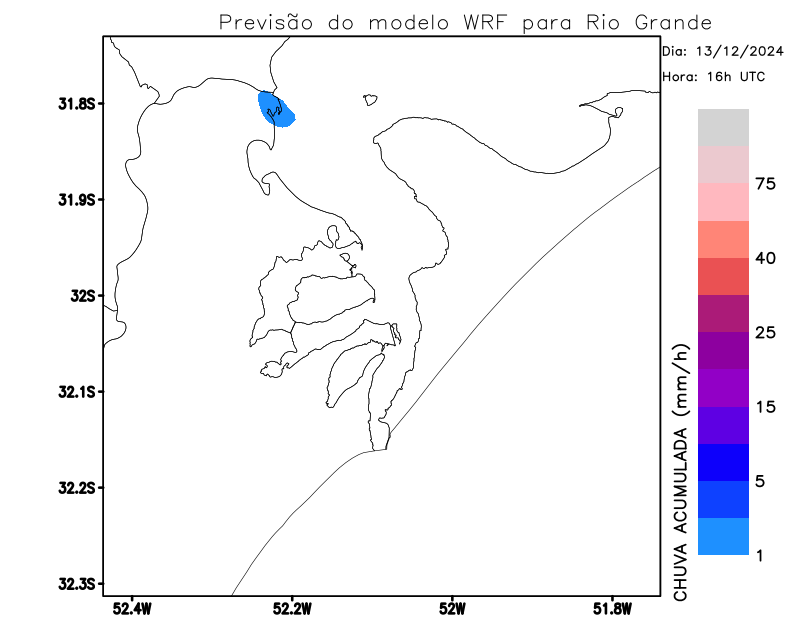 Previsão do modelo WRF para Rio Grande
Dia: 13/12/2024
Hora: 16h UTC
31.8S
31.9S
32S
32.1S
32.2S
32.3S
52.4W
52.2W
52W
51.8W
75
40
25
15
5
1
CHUVA ACUMULADA (mm/h)